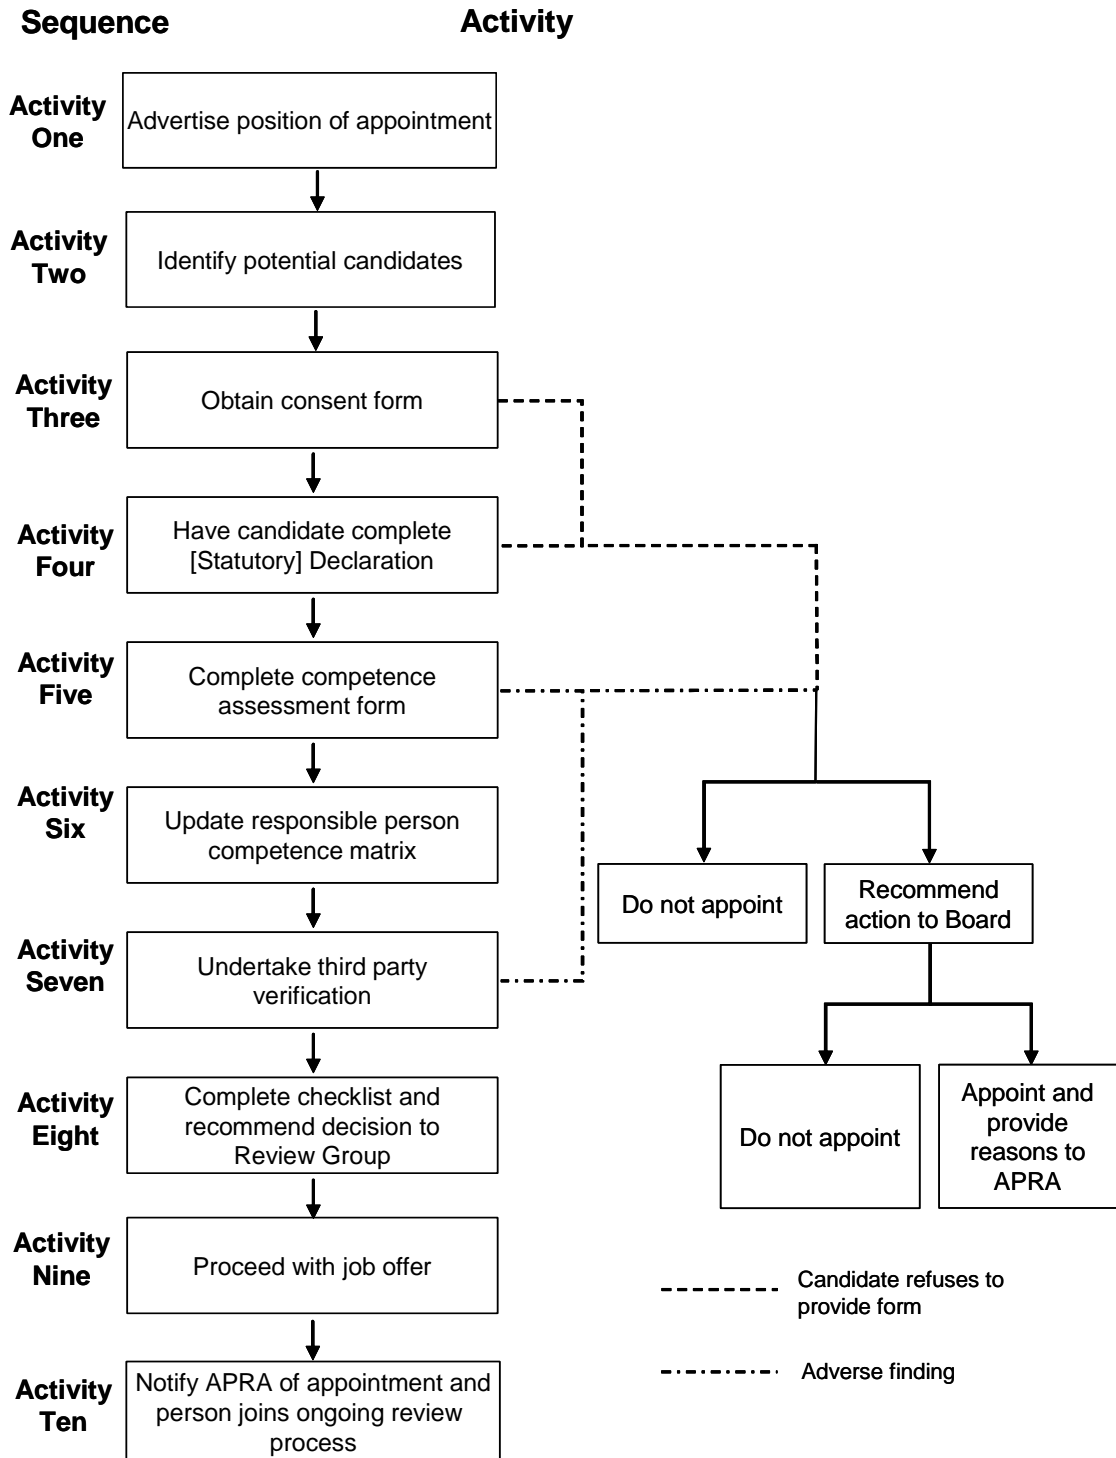 Sequence
Activity
Activity
One
Advertise position of appointment
Activity
Two
Identify potential candidates
Activity
Three
Obtain consent form
Activity
Four
Have candidate complete
[Statutory] Declaration
Activity
Five
Complete competence
assessment form
Activity
Six
Update responsible person
competence matrix
Do not appoint
Recommend
action to Board
Activity
Seven
Undertake third party
verification
Activity
Eight
Complete checklist and
recommend decision to
Review Group
Do not appoint
Appoint and
provide
reasons to
APRA
Activity
Nine
Proceed with job offer
Candidate refuses to
provide form
Adverse finding
Activity
Ten
Notify APRA of appointment and
person joins ongoing review
process